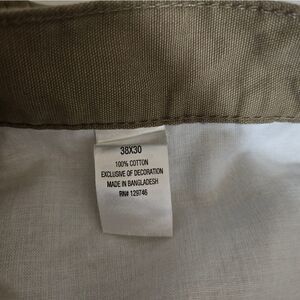 38X30
100% COTTON
EXCLUSIVE OF DECORATION
MADE IN BANGLADESH
RN# 129746